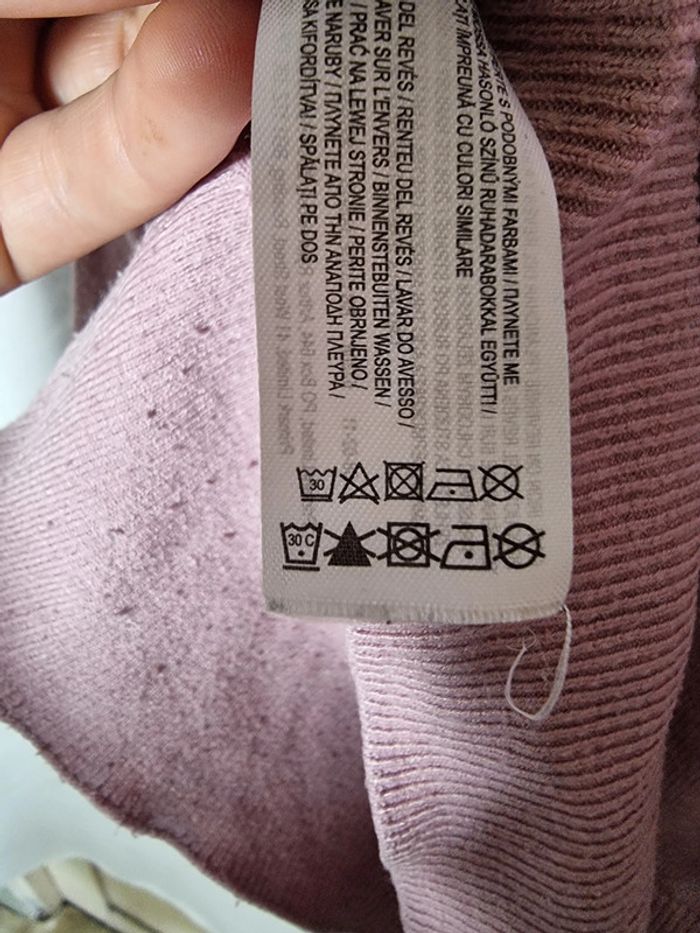 S PODOBNÝMI FARBAMI / ΠΛΥΝΕΤΕ ΜΕ
HASONLÓ SZÍNŰ RUHADARABOKKAL EGYÜTT! /
ÎMPREUNĂ CU CULORI SIMILARE
DEL REVÉS / RENTEU DEL REVÉS / LAVAR DO AVESSO /
SUR L'ENVERS / BINNENSTEBUITEN WASSEN /
/ PRAĆ NA LEWEJ STRONIE / PERITE OBRNJENO /
NARUBY / ΠΛΥΝΕΤΕ ΑΠΟ ΤΗΝ ΑΝΑΠΟΔΗ ΠΛΕΥΡΑ /
KIFORDÍTVA! / SPĂLAȚI PE DOS
30
30 C